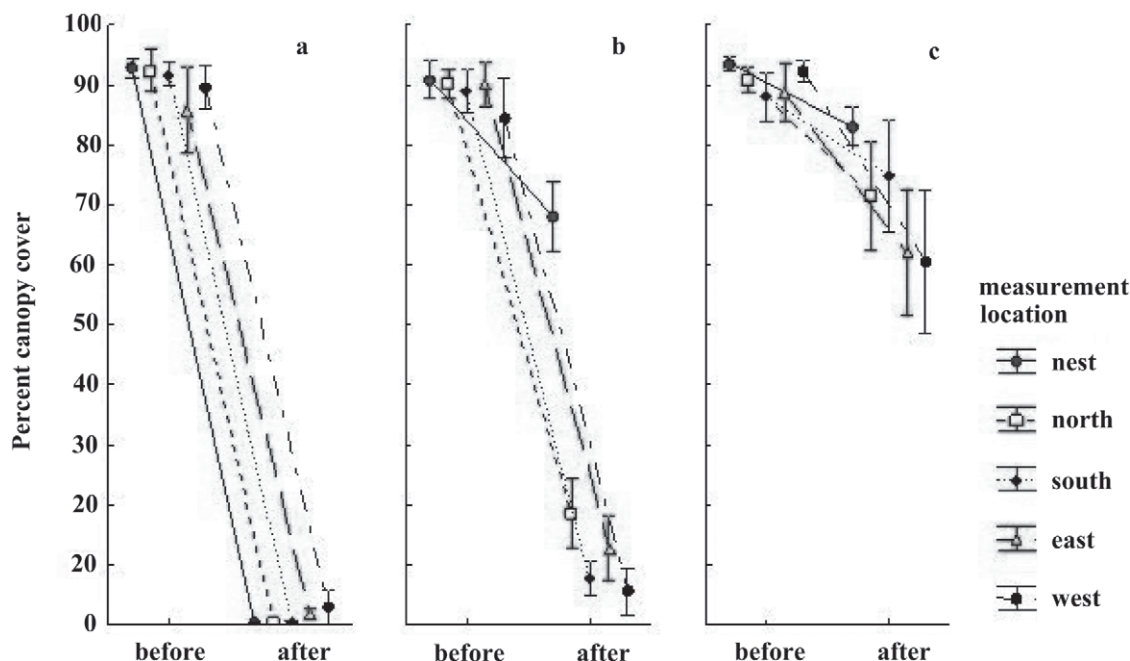 100
90
80
70
60
50
40
30
20
20
0
Percent canopy cover
a
before after
b
before after
c
before after
measurement
location
nest
north
south
east
west